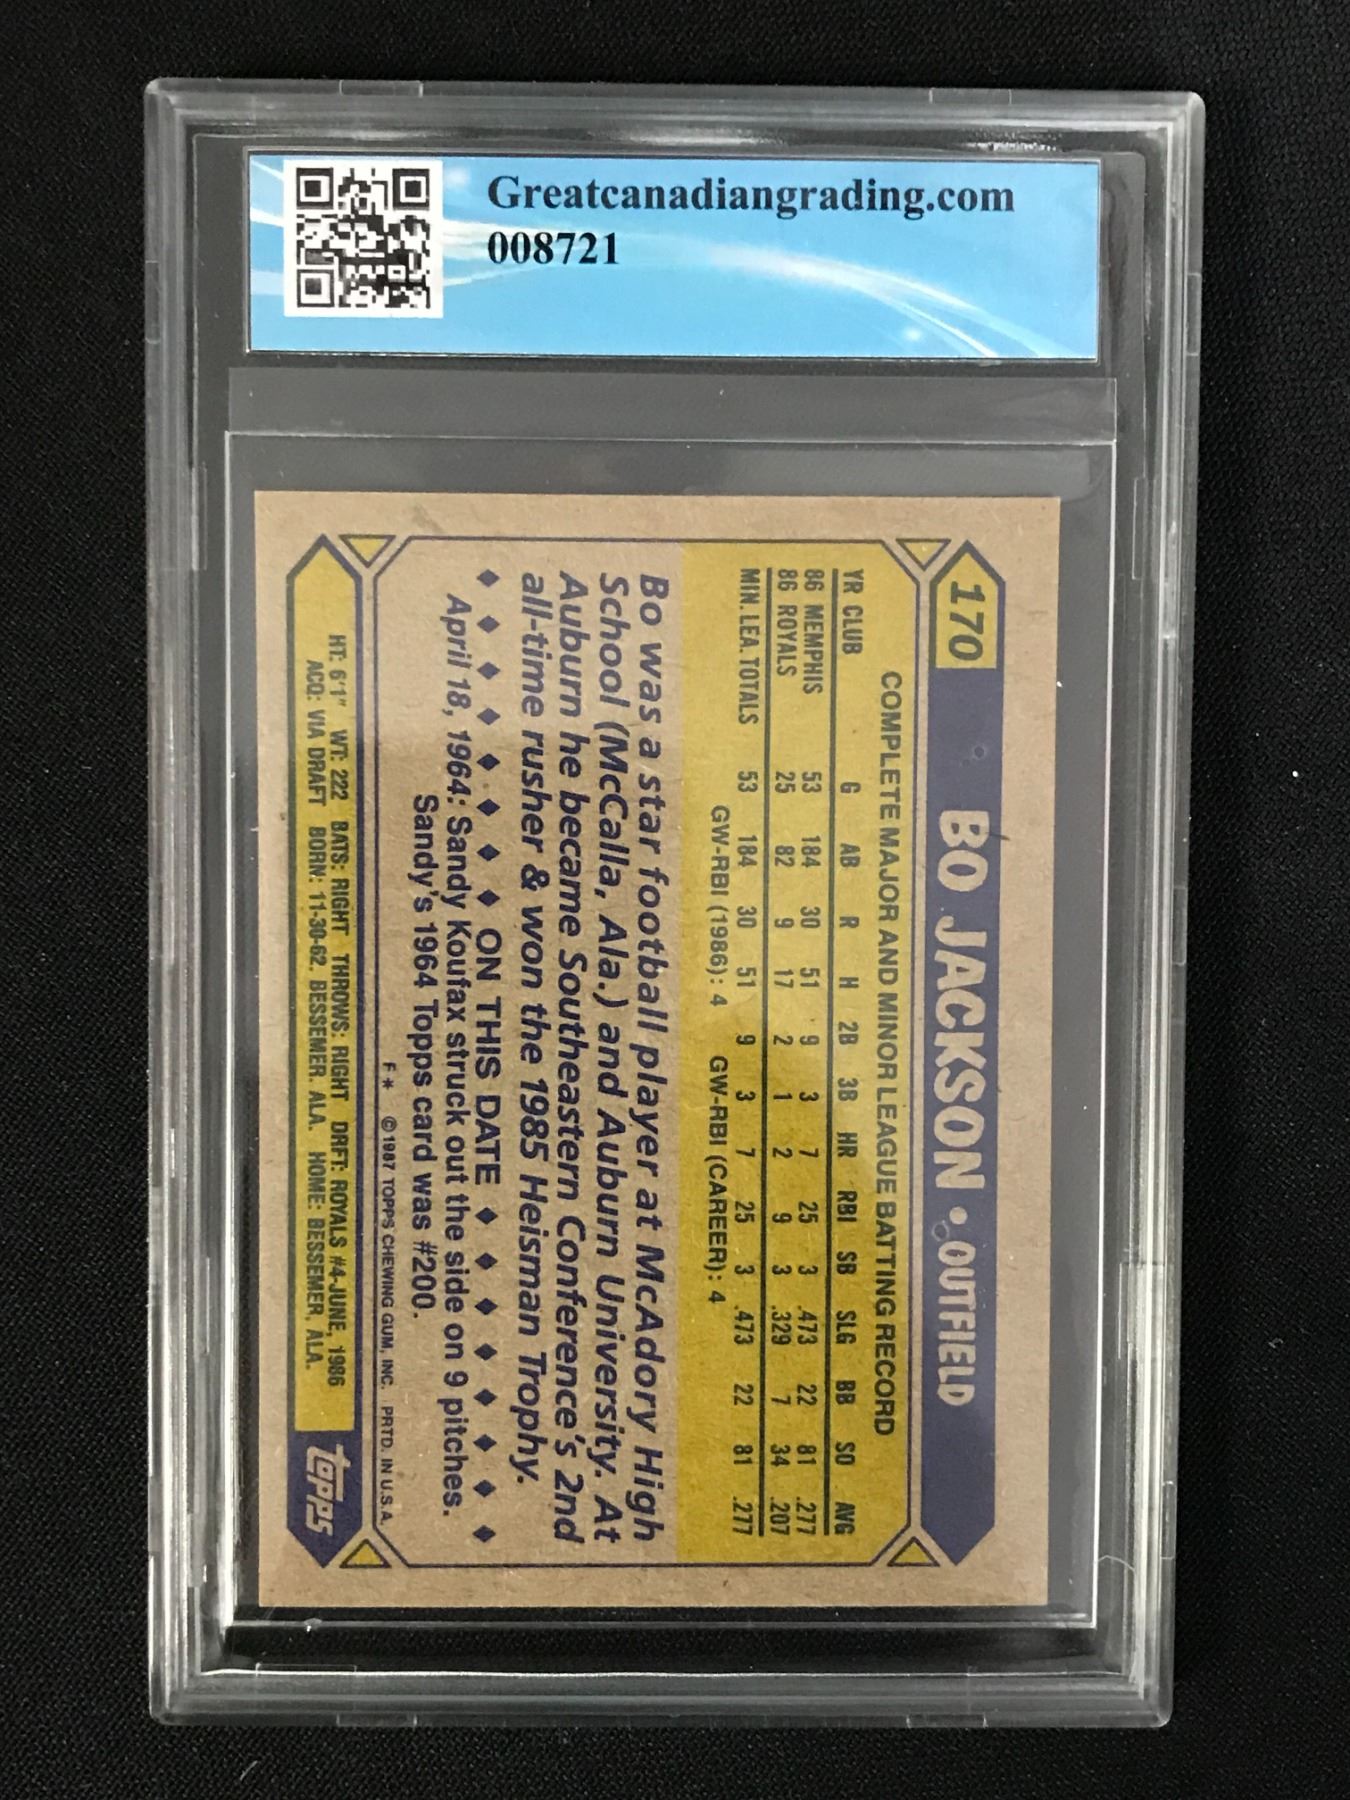 Greatcanadiangrading.com
008721
170 BO JACKSON • OUTFIELD
COMPLETE MAJOR AND MINOR LEAGUE BATTING RECORD
YR CLUB G AB R H 2B 3B HR RBI SB SLG BB SO AVG
86 MEMPHIS 53 184 30 51 9 3 7 25 3 .473 22 81 .277
86 ROYALS 25 82 9 17 2 1 2 9 3 .329 7 34 .207
MIN. LEA. TOTALS 53 184 30 51 9 3 7 25 3 .473 22 81 .277
GW-RBI (1986): 4 GW-RBI (CAREER): 4
Bo was a star football player at McAdory High
School (McCalla, Ala.) and Auburn University. At
Auburn he became Southeastern Conference's 2nd
all-time rusher & won the 1985 Heisman Trophy.
♦ ♦ ♦ ♦ ♦ ♦ ♦ ♦ ON THIS DATE ♦ ♦ ♦ ♦ ♦ ♦ ♦ ♦
April 18, 1964: Sandy Koufax struck out the side on 9 pitches.
Sandy's 1964 Topps card was #200.
F* © 1987 TOPPS CHEWING GUM, INC. PRTD. IN U.S.A.
HT: 6'1" WT: 222 BATS: RIGHT THROWS: RIGHT DRFT: ROYALS #4-JUNE, 1986
ACQ: VIA DRAFT BORN: 11-30-62, BESSEMER, ALA. HOME: BESSEMER, ALA.
topps